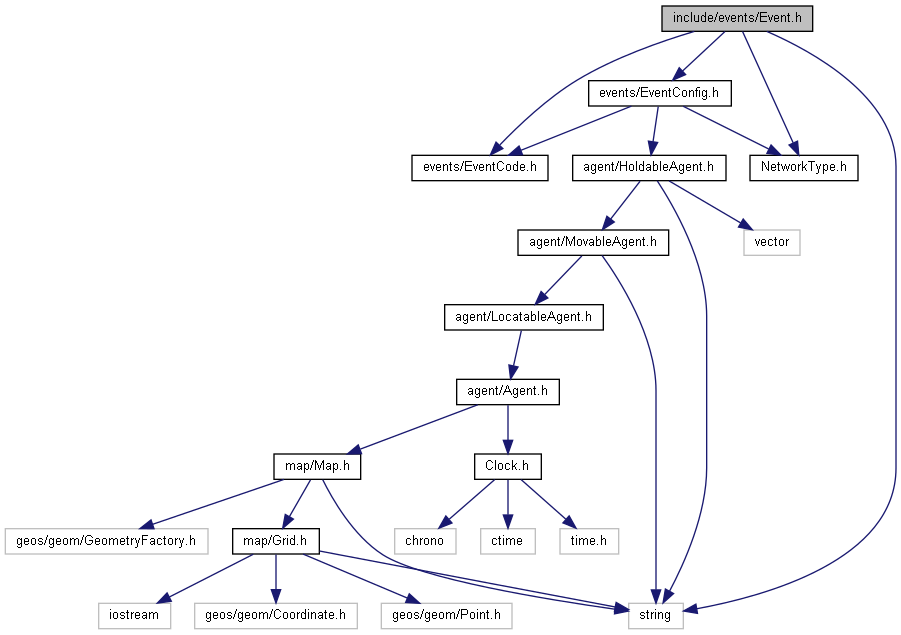 include/events/Event.h
events/EventConfig.h
events/EventCode.h
agent/HoldableAgent.h
NetworkType.h
agent/MovableAgent.h
vector
agent/LocatableAgent.h
agent/Agent.h
map/Map.h
Clock.h
geos/geom/GeometryFactory.h
map/Grid.h
chrono
ctime
time.h
iostream
geos/geom/Coordinate.h
geos/geom/Point.h
string